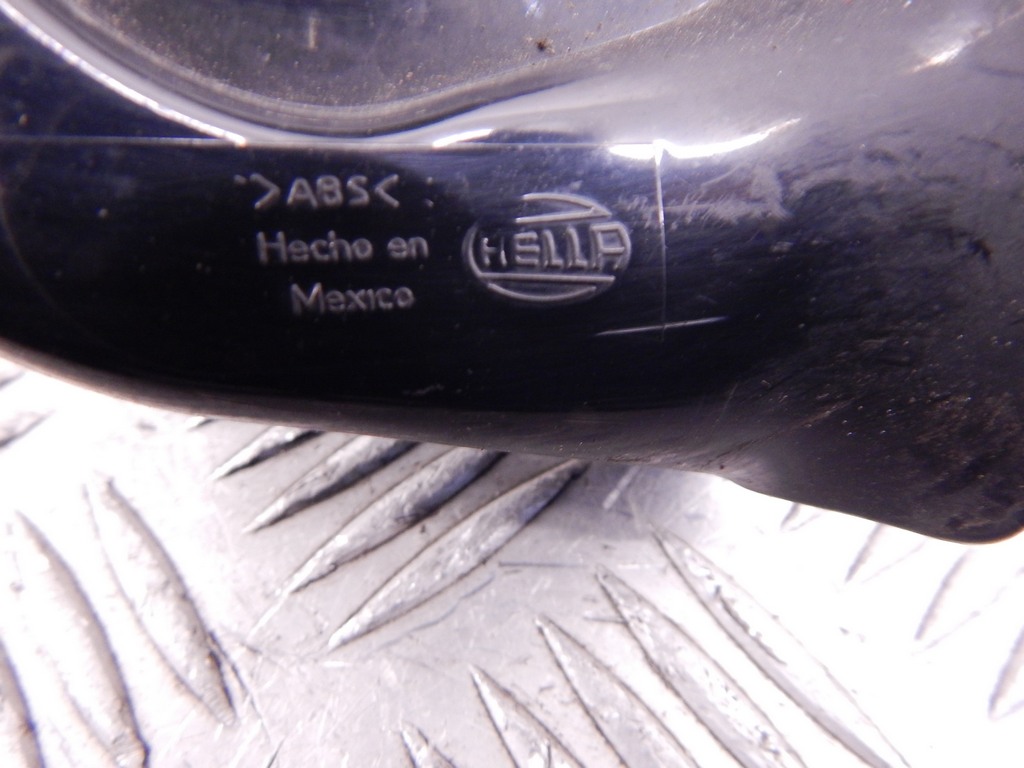 >ABS<
Hecho en
Mexico
HELLA